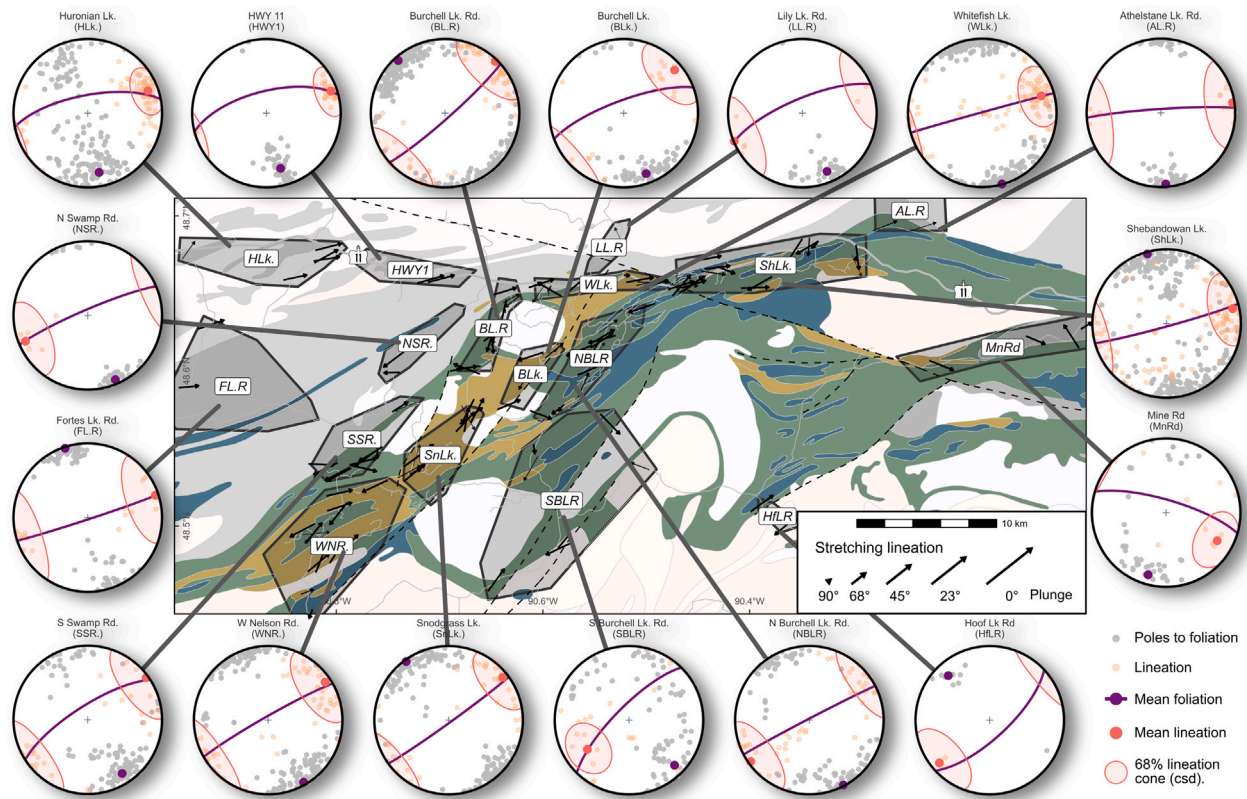 Huronian Lk.
(HLk.)
HWY 11
(HWY1)
Burchell Lk. Rd.
(BL.R)
Burchell Lk.
(BLk.)
Lily Lk. Rd.
(LL.R)
Whitefish Lk.
(WLk.)
Athelstane Lk. Rd.
(AL.R)
N Swamp Rd.
(NSR.)
Shebandowan Lk.
(ShLk.)
Fortes Lk. Rd.
(FL.R)
Mine Rd
(MnRd)
48.7°
48.6°N
48.5°
HLk.
11
HWY1
LL.R
AL.R
WLk.
ShLk.
11
BL.R
NSR.
NBLR
BLk.
MnRd
FL.R
SSR.
SnLk.
SBLR
HfLR
WNR.
90.6°W
90.4°W
10 km
Stretching lineation
90° 68° 45° 23° 0° Plunge
S Swamp Rd.
(SSR.)
W Nelson Rd.
(WNR.)
Snodgrass Lk.
(SnLk.)
S Burchell Lk. Rd.
(SBLR)
N Burchell Lk. Rd.
(NBLR)
Hoof Lk Rd
(HfLR)
Poles to foliation
Lineation
Mean foliation
Mean lineation
68% lineation
cone (csd).